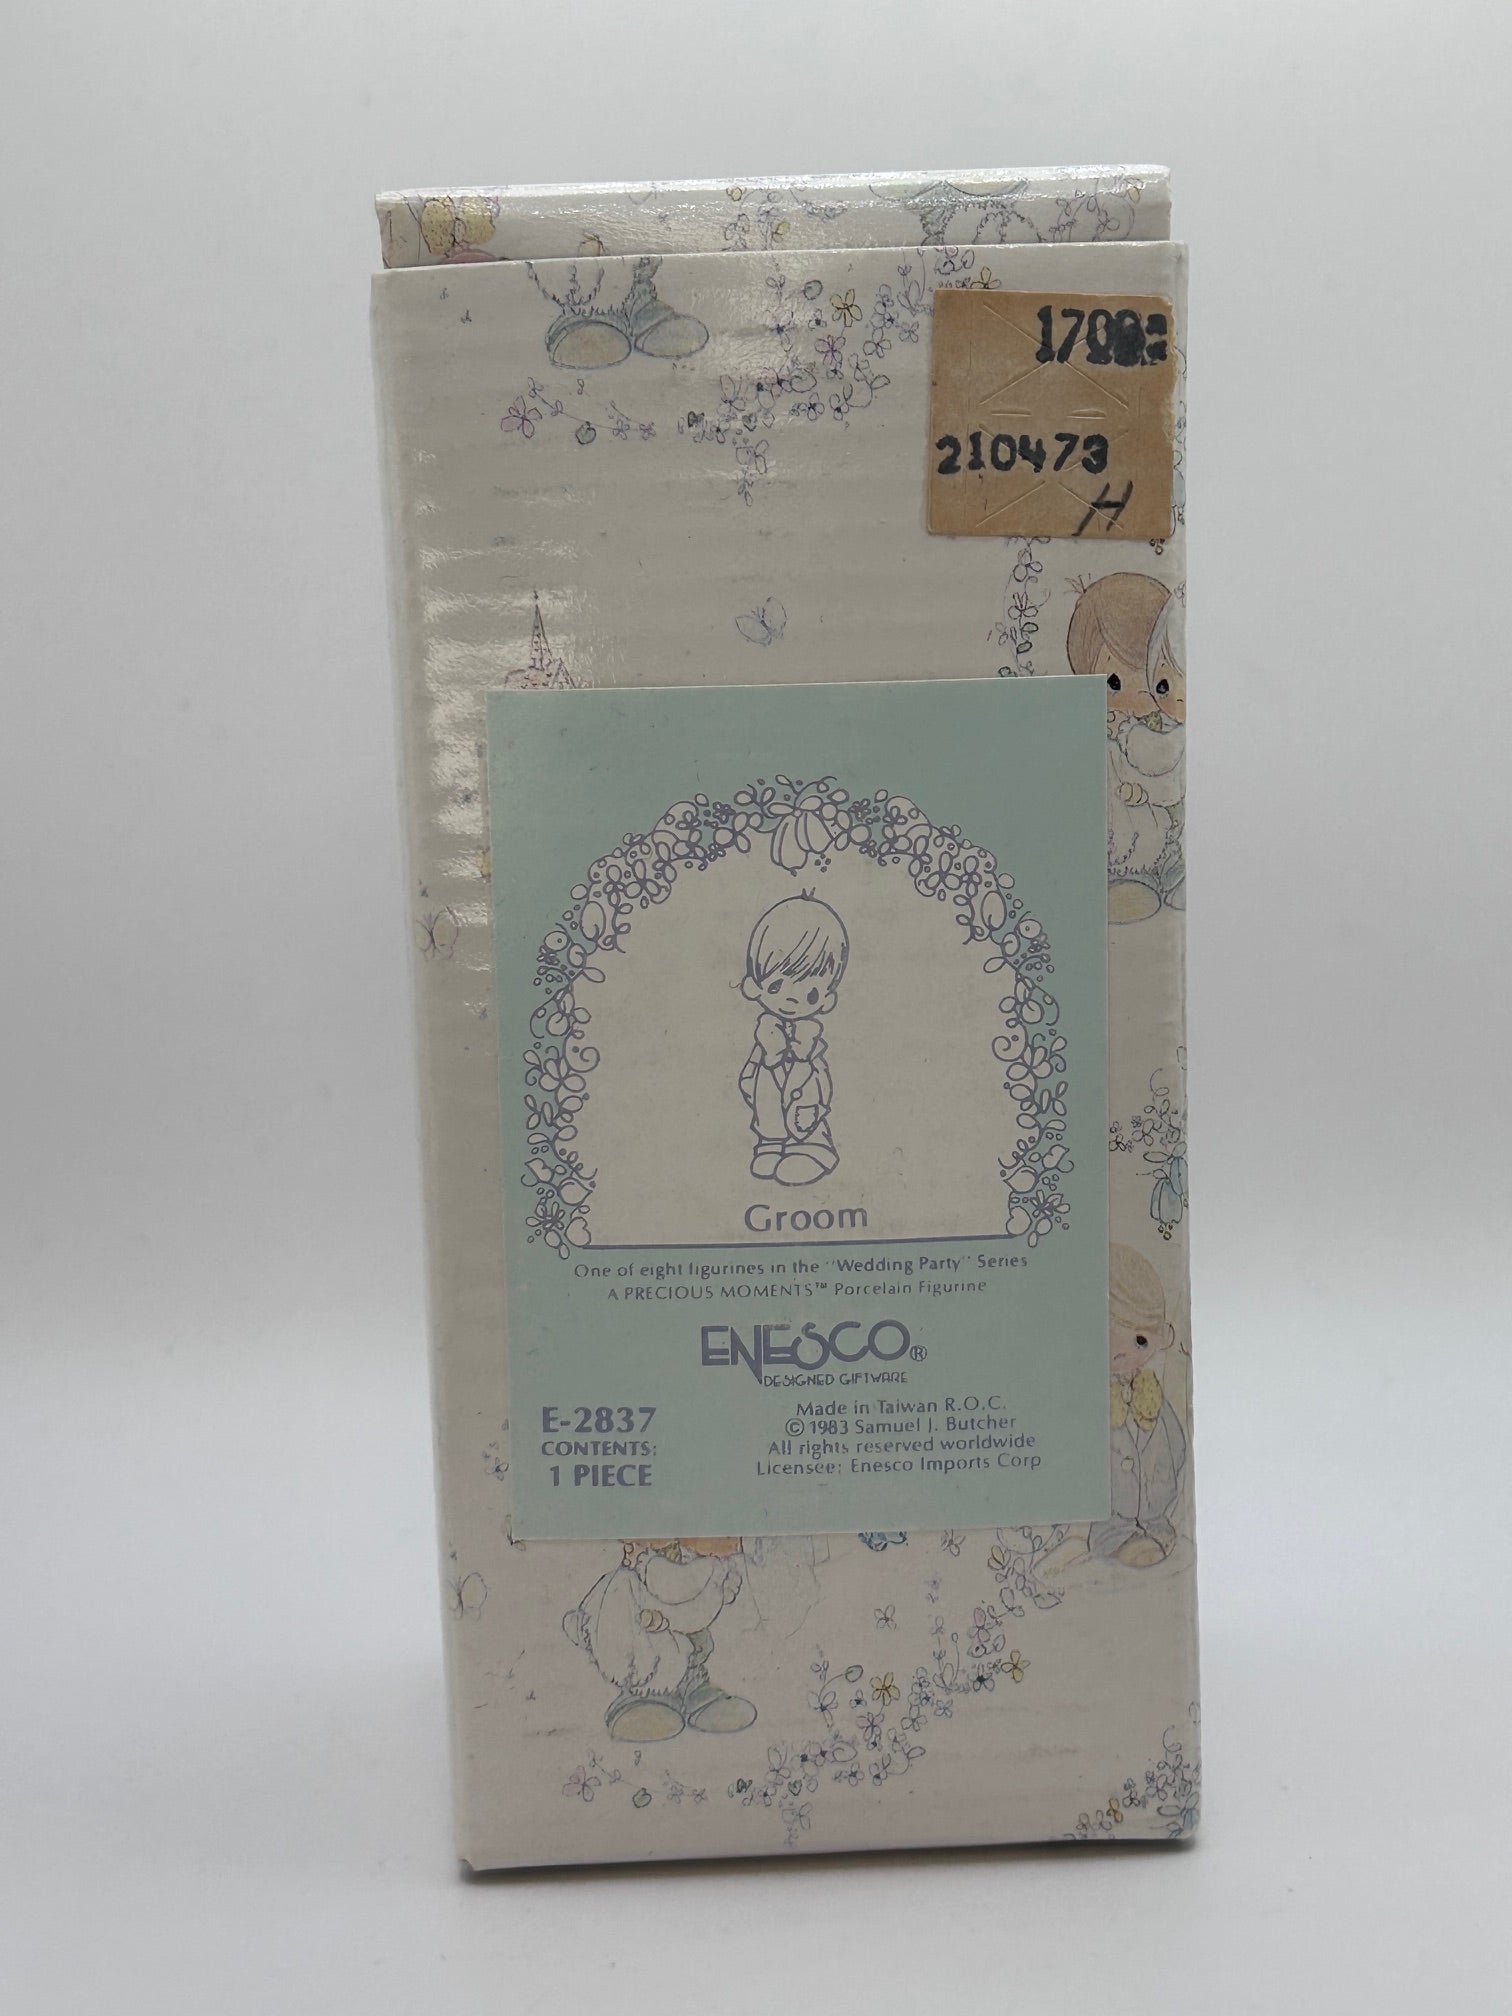 210473
H
Groom
One of eight figurines in the "Wedding Party" Series
A PRECIOUS MOMENTS™ Porcelain Figurine
ENESCO®
DESIGNED GIFTWARE
E-2837
CONTENTS:
1 PIECE
Made in Taiwan R.O.C.
© 1983 Samuel J. Butcher
All rights reserved worldwide
Licensee: Enesco Imports Corp